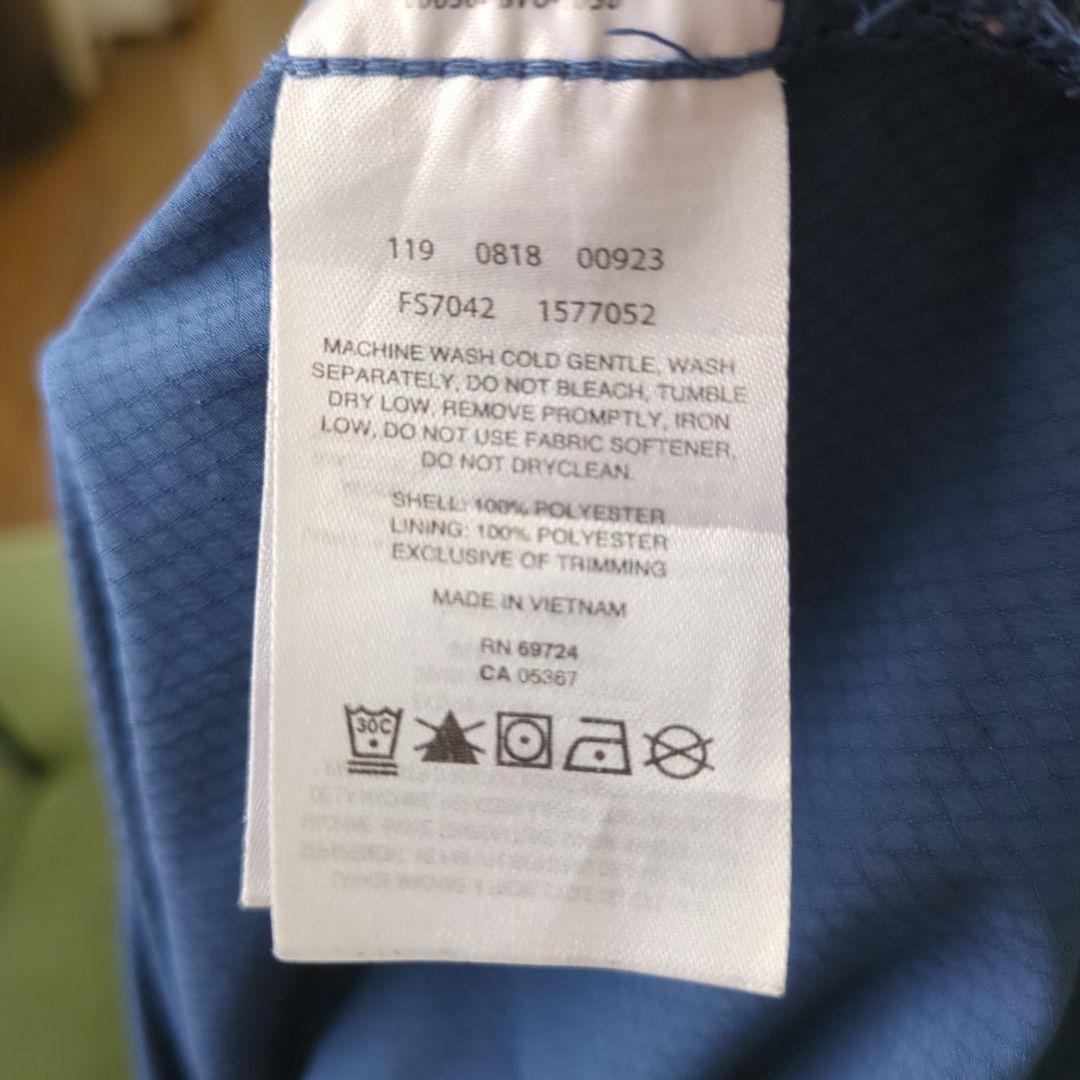 119 0818 00923
FS7042 1577052
MACHINE WASH COLD GENTLE, WASH
SEPARATELY, DO NOT BLEACH, TUMBLE
DRY LOW, REMOVE PROMPTLY, IRON
LOW, DO NOT USE FABRIC SOFTENER,
DO NOT DRYCLEAN.
SHELL: 100% POLYESTER
LINING: 100% POLYESTER
EXCLUSIVE OF TRIMMING
MADE IN VIETNAM
RN 69724
CA 05367
30C